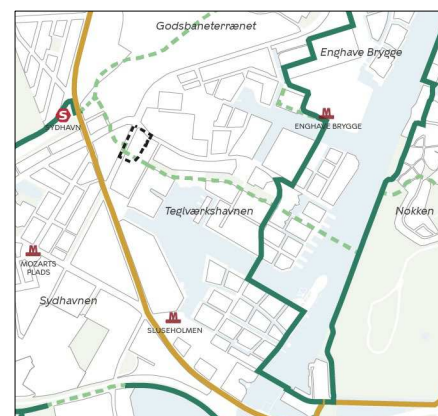 Godsbaneterrænet
Enghave Brygge
S
SYDHAVN
M
ENGHAVE BRYGGE
Teglværkshavnen
Nokken
M
MOZARTS
PLADS
Sydhavnen
M
SLUSEHOLMEN